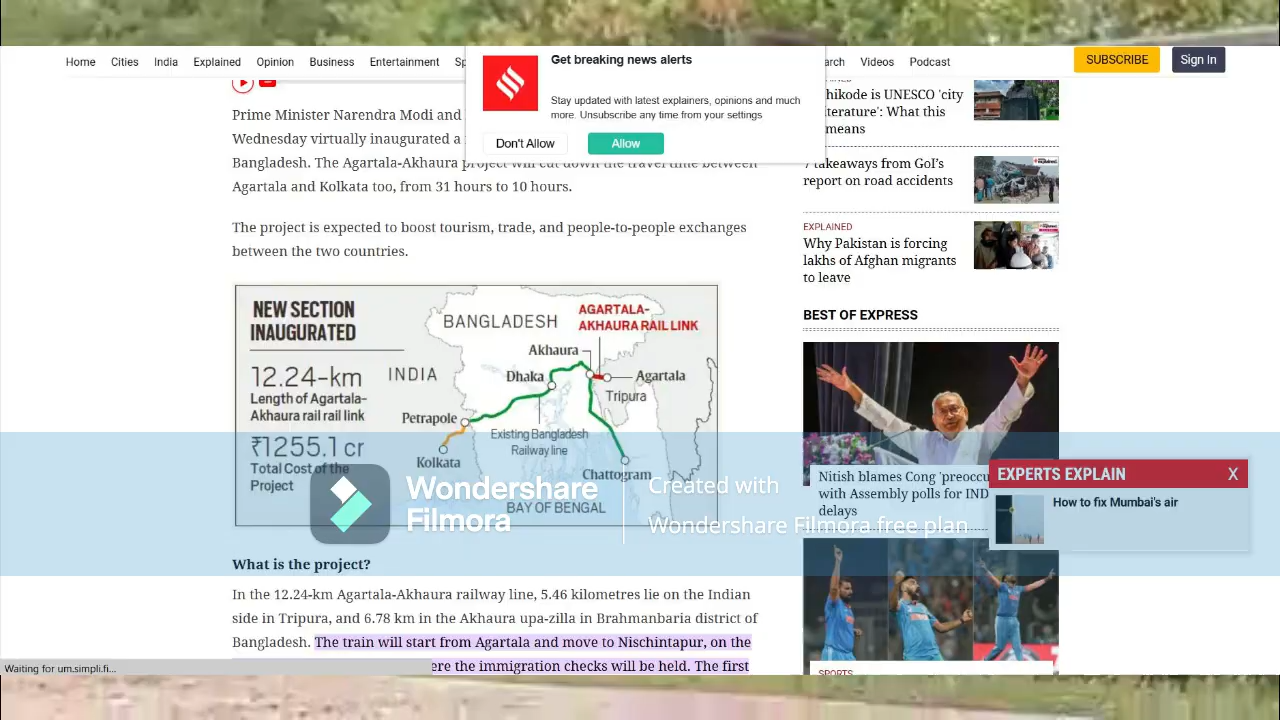 Home Cities India Explained Opinion Business
Videos Podcast
SUBSCRIBE
Sign In
Get breaking news alerts
Stay updated with latest explainers, opinions and much
more. Unsubscribe any time from your settings
Don't Allow
Allow
Prime Minister Narendra Modi and
Wednesday virtually inaugurated a
Bangladesh. The Agartala-Akhaura project will cut down the travel time between
Agartala and Kolkata too, from 31 hours to 10 hours.
The project is expected to boost tourism, trade, and people-to-people exchanges
between the two countries.
NEW SECTION
INAUGURATED
12.24-km
Length of Agartala-
Akhaura rail rail link
₹1255.1 cr
Total Cost of the
Project
BANGLADESH
AGARTALA-
AKHAURA RAIL LINK
INDIA
Akhaura
Dhaka
Agartala
Tripura
Petrapole
Existing Bangladesh
Railway line
Kolkata
Chattogram
BAY OF BENGAL
Wondershare
Filmora
Created with
Wondershare Filmora free plan
What is the project?
In the 12.24-km Agartala-Akhaura railway line, 5.46 kilometres lie on the Indian
side in Tripura, and 6.78 km in the Akhaura upa-zilla in Brahmanbaria district of
Bangladesh. The train will start from Agartala and move to Nischintapur, on the
the immigration checks will be held. The first
Waiting for um.simpli.fi...
is UNESCO 'city
means
takeaways from GoI's
report on road accidents
EXPLAINED
Why Pakistan is forcing
lakhs of Afghan migrants
to leave
BEST OF EXPRESS
Nitish blames Cong
with Assembly polls for
delays
EXPERTS EXPLAIN X
How to fix Mumbai's air
SPORTS